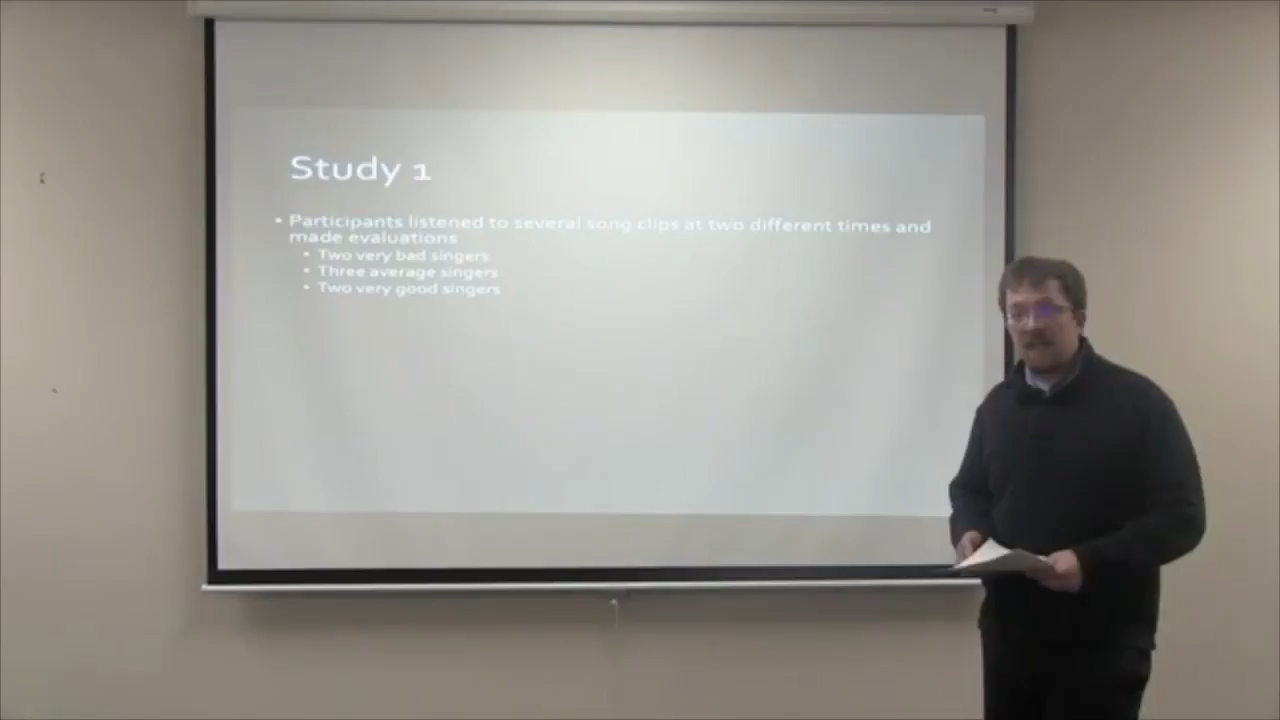 Study 1
• Participants listened to several song clips at two different times and
made evaluations
• Two very bad singers
• Three average singers
• Two very good singers